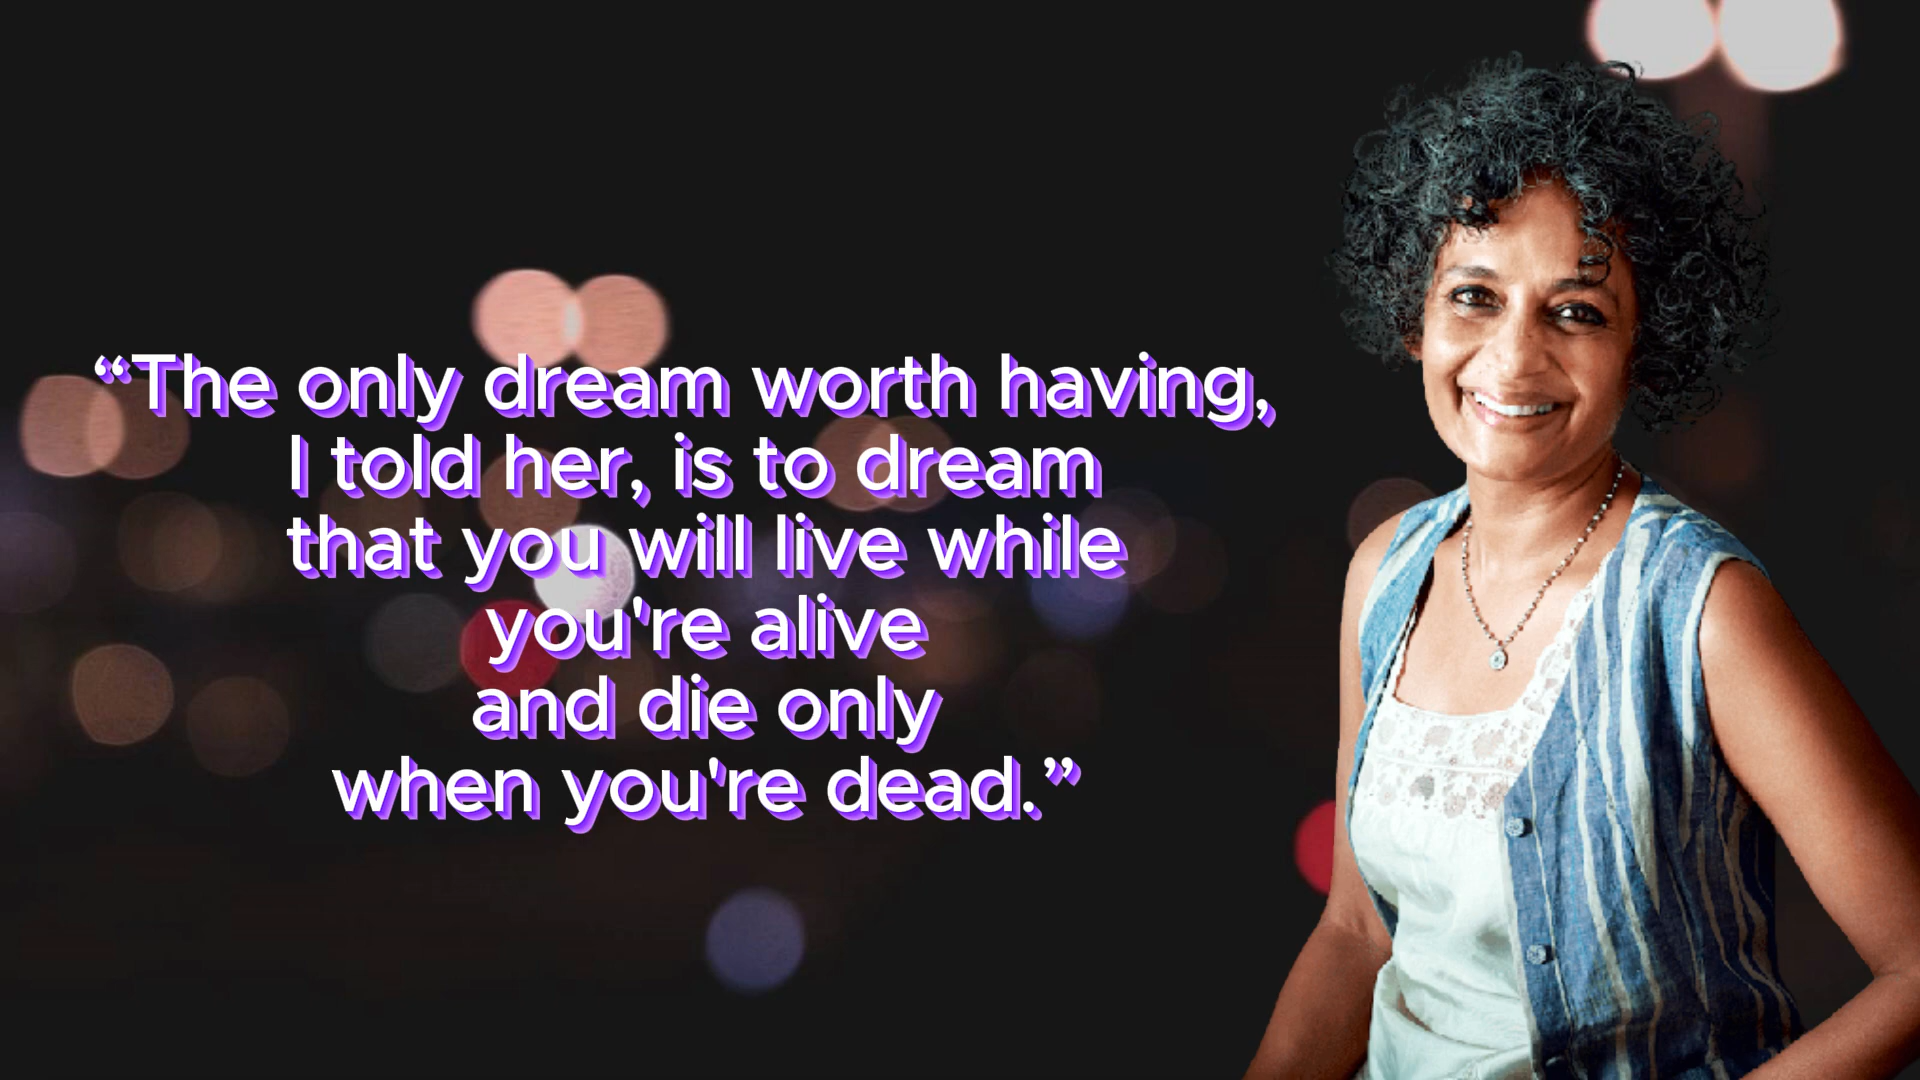 “The only dream worth having,
I told her, is to dream
that you will live while
you're alive
and die only
when you're dead.”